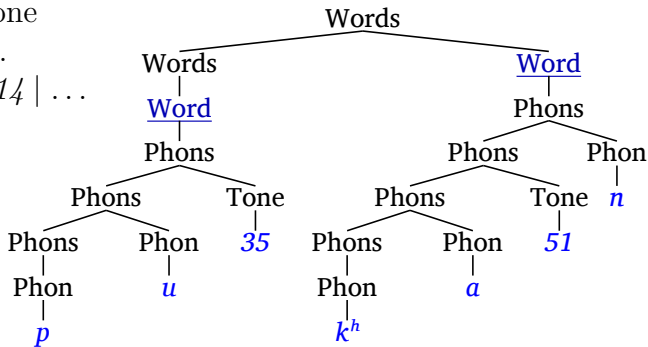 one Words
. Words Word
14 | … Word Phons
Phons Phons Phon
Phons Tone Phons Tone n
Phons Phon 35 Phons Phon 51
Phon u Phon a
p kʰ